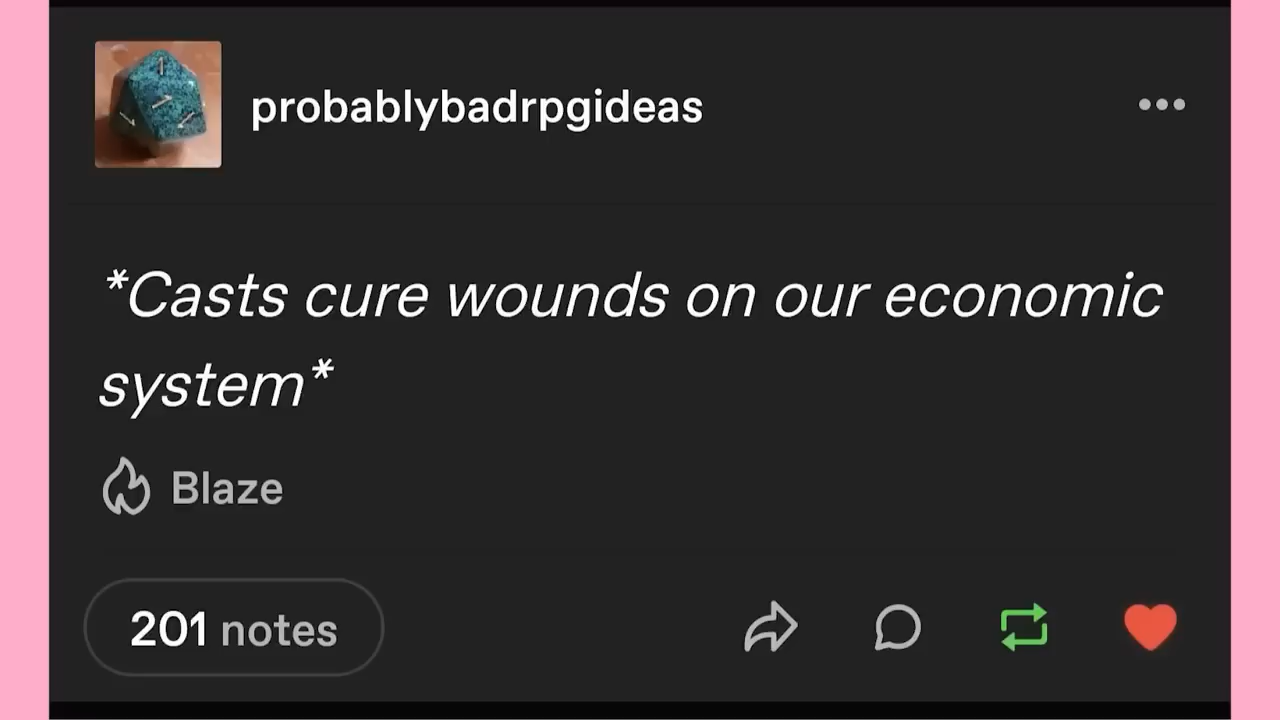 probablybadrpgideas
*Casts cure wounds on our economic
system*
Blaze
201 notes